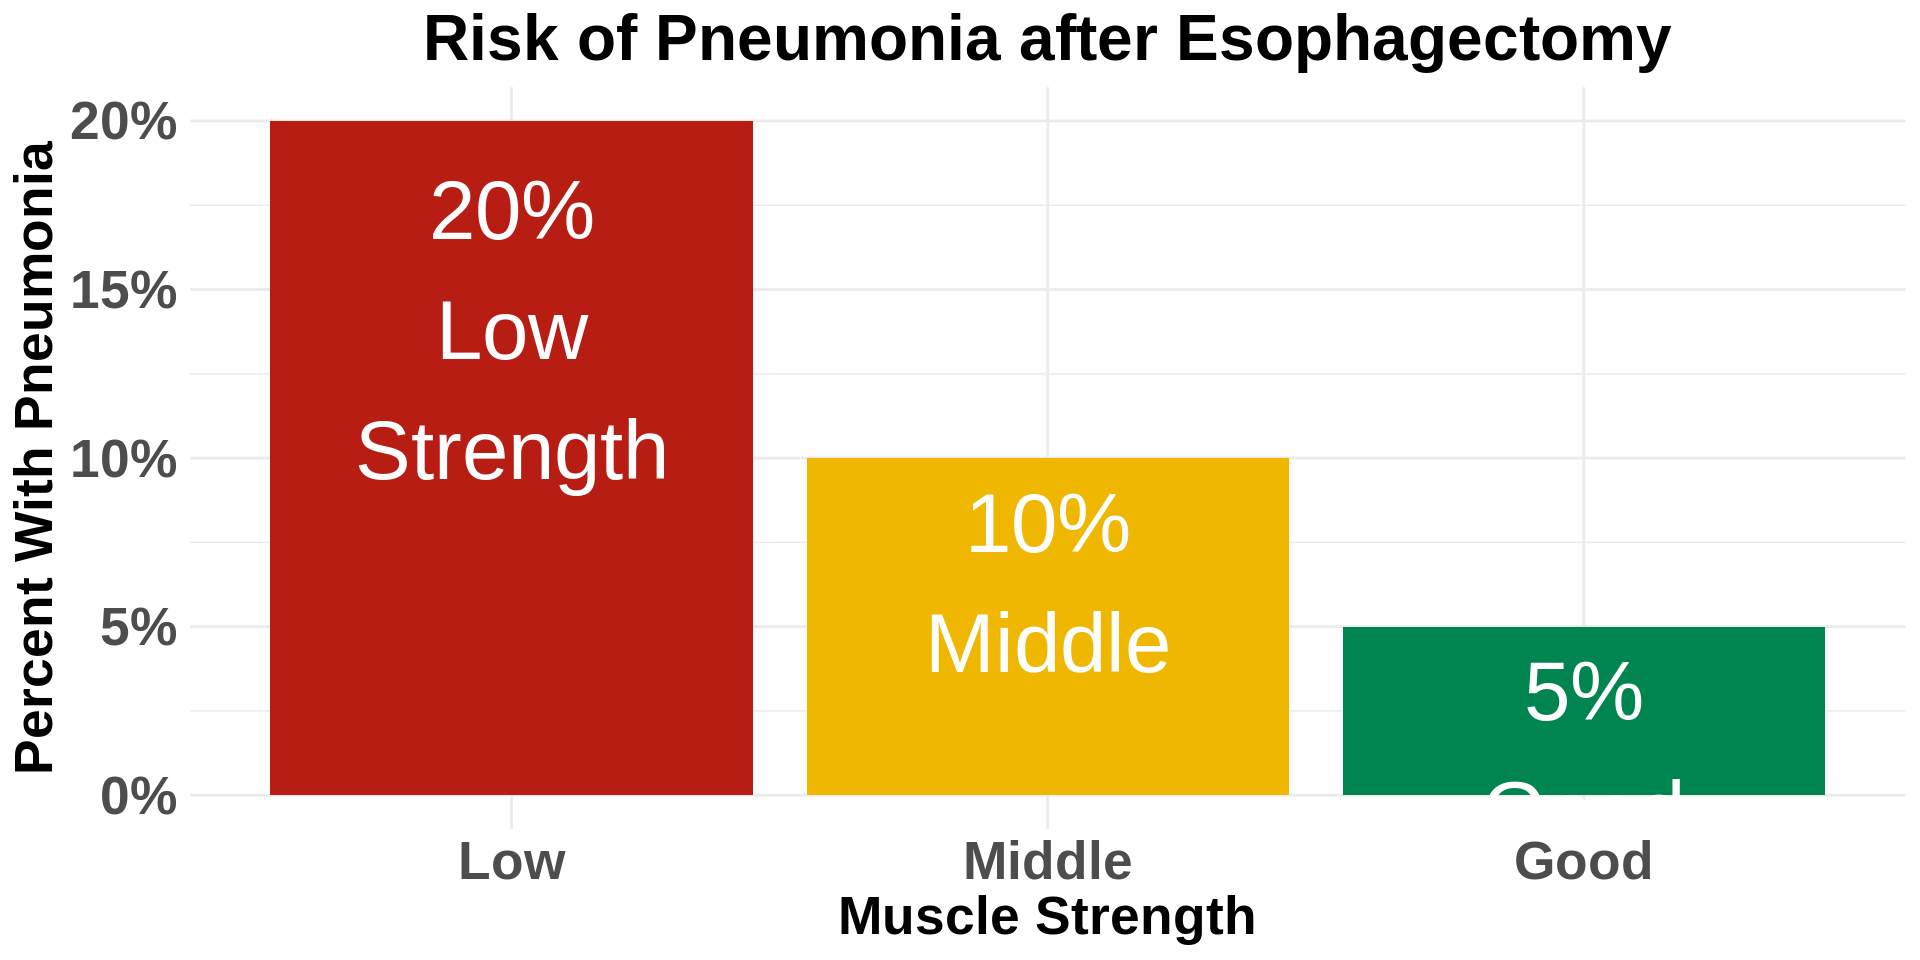 Risk of Pneumonia after Esophagectomy
Percent With Pneumonia
20%
15%
10%
5%
0%
20%
Low
Strength
10%
Middle
5%
Good
Low
Middle
Good
Muscle Strength